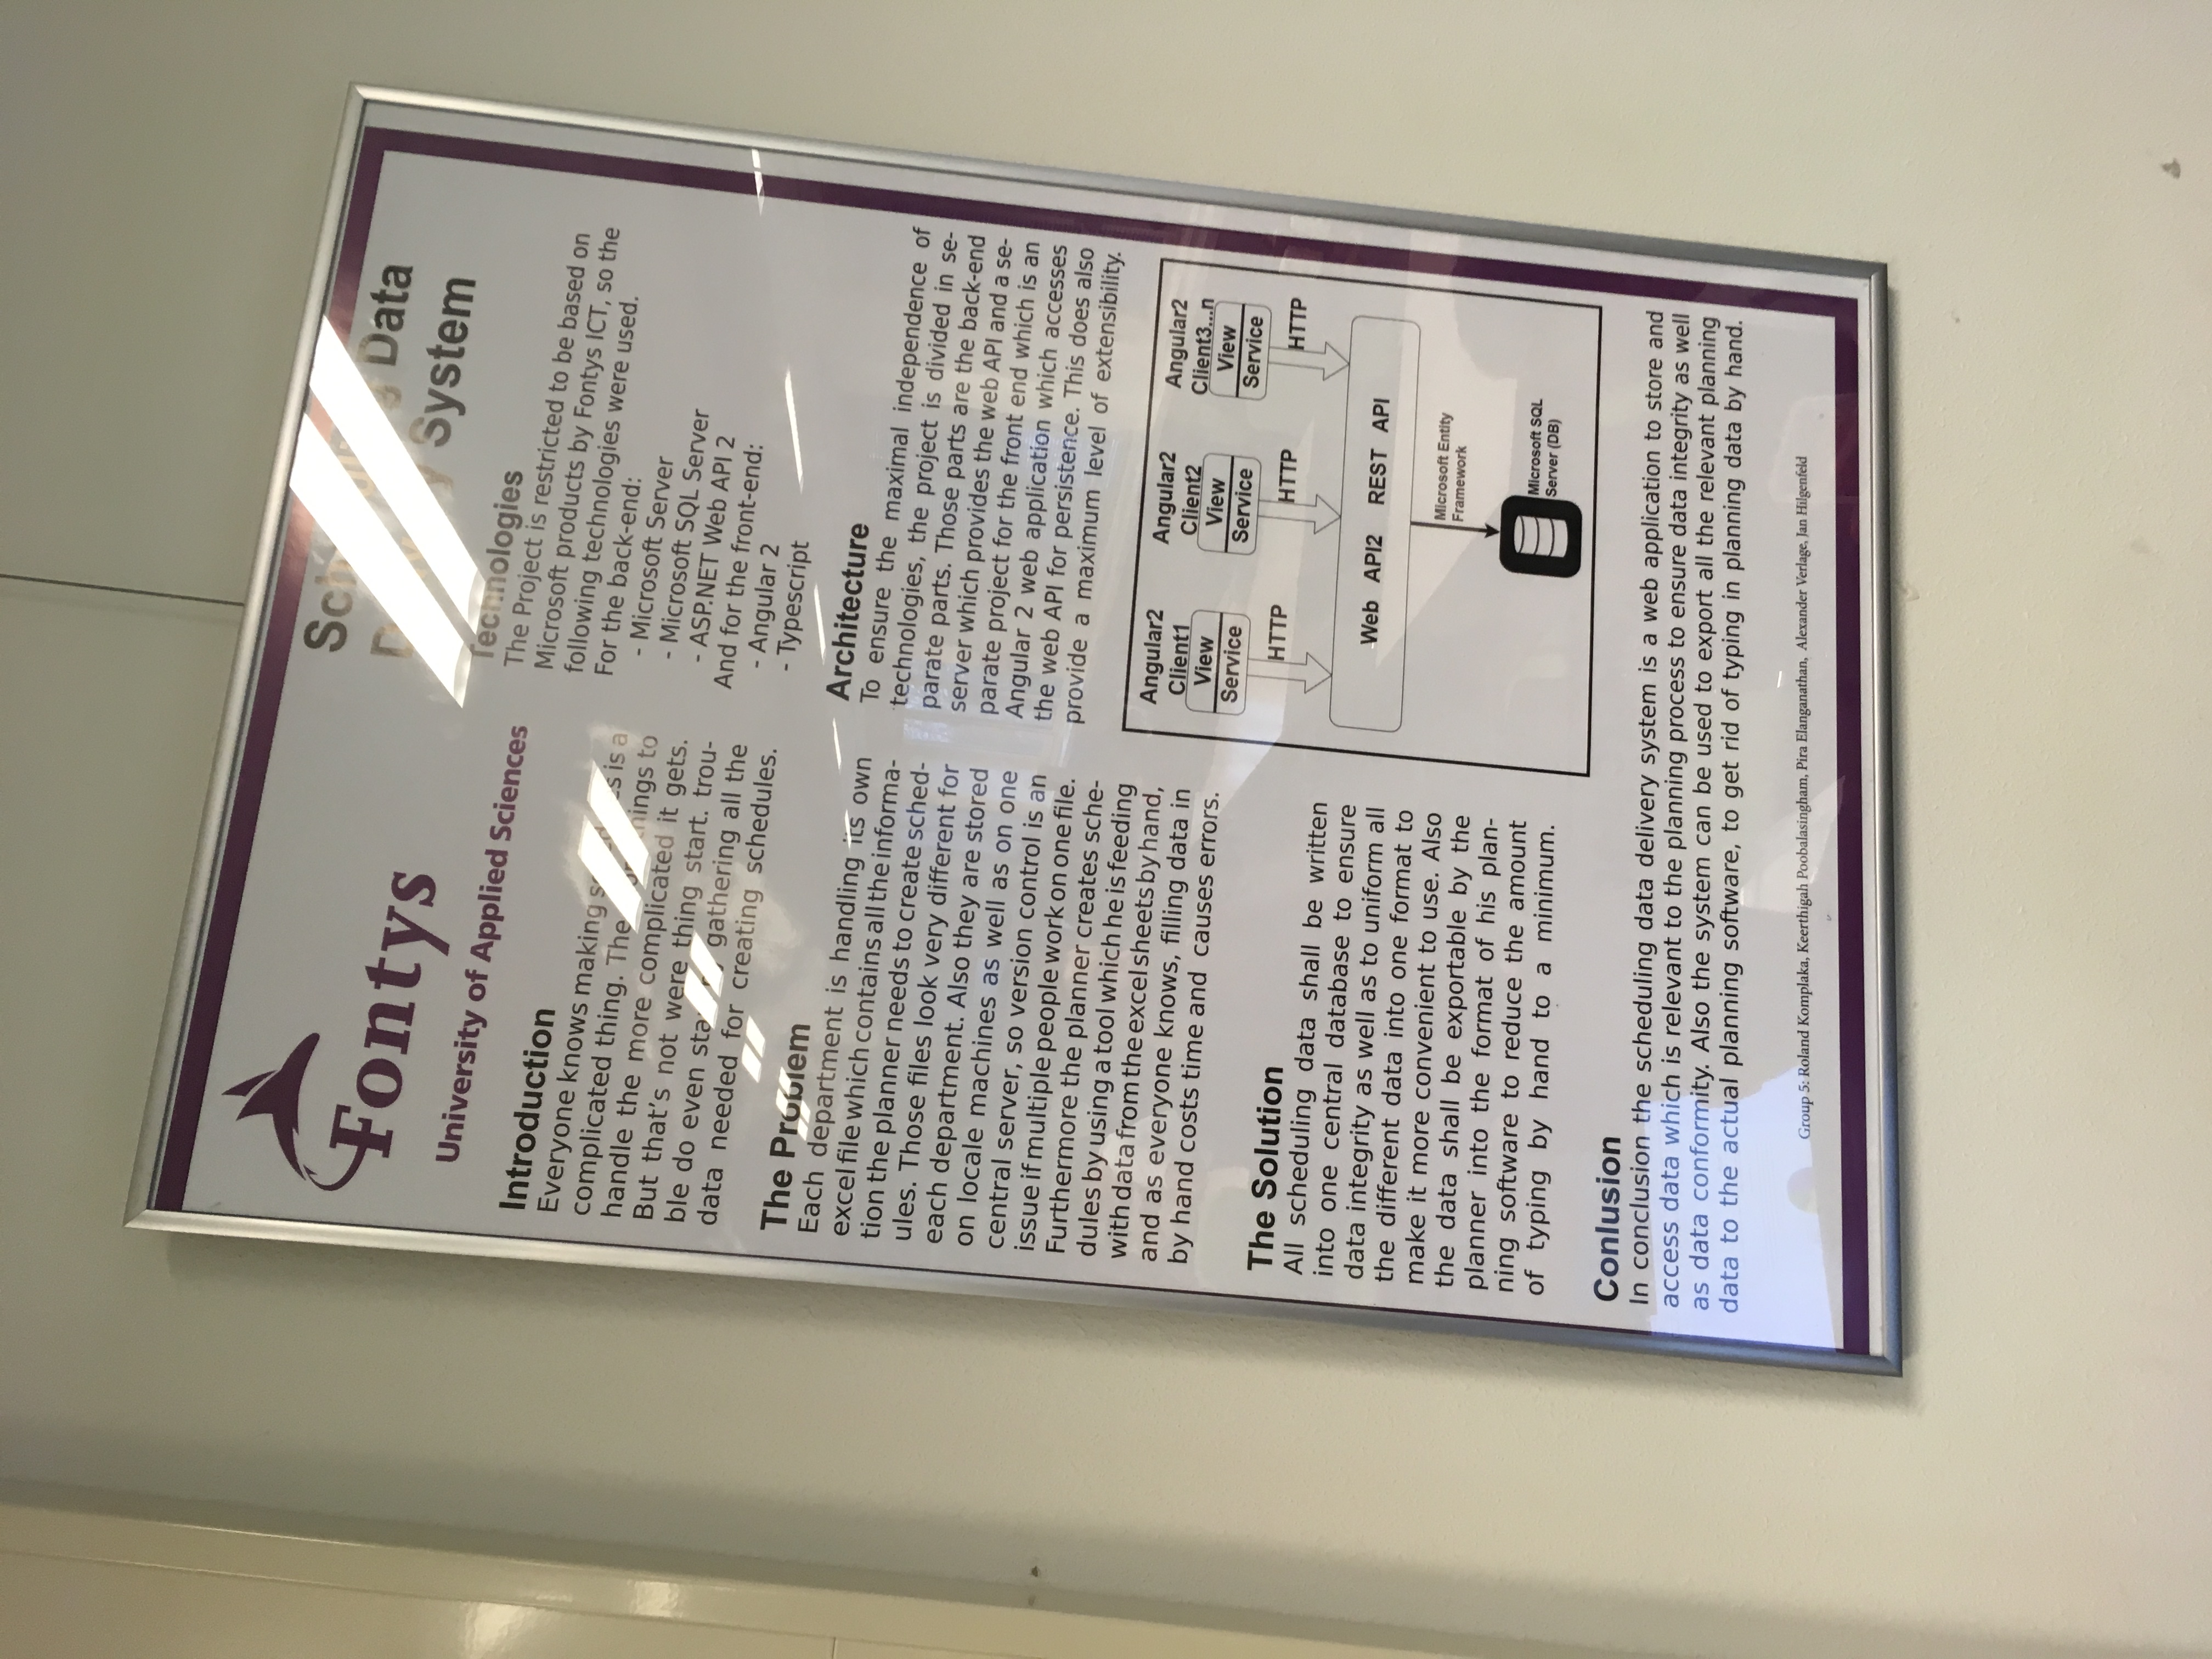 Fontys
University of Applied Sciences
Data
System
Introduction
Everyone knows making is a
complicated thing. The things to
handle the more complicated it gets.
But that's not were thing start. trou-
ble do even gathering all the
data needed for creating schedules.
The Problem
Each department is handling its own
excel file which contains all the informa-
tion the planner needs to create sched-
ules. Those files look very different for
each department. Also they are stored
on locale machines as well as on one
central server, so version control is an
issue if multiple people work on one file.
Furthermore the planner creates sche-
dules by using a tool which he is feeding
with data from the excel sheets by hand,
and as everyone knows, filling data in
by hand costs time and causes errors.
The Solution
All scheduling data shall be written
into one central database to ensure
data integrity as well as to uniform all
the different data into one format to
make it more convenient to use. Also
the data shall be exportable by the
planner into the format of his plan-
ning software to reduce the amount
of typing by hand to a minimum.
Technologies
The Project is restricted to be based on
Microsoft products by Fontys ICT, so the
following technologies were used.
For the back-end:
- Microsoft Server
- Microsoft SQL Server
- ASP.NET Web API 2
And for the front-end:
- Angular 2
- Typescript
Architecture
To ensure the maximal independence of
technologies, the project is divided in se-
parate parts. Those parts are the back-end
server which provides the web API and a se-
parate project for the front end which is an
Angular 2 web application which accesses
the web API for persistence. This does also
provide a maximum level of extensibility.
Angular2
Client1
View
Service
HTTP
Angular2
Client2
View
Service
HTTP
Angular2
Client3...n
View
Service
HTTP
Web API2 REST API
Microsoft Entity
Framework
Microsoft SQL
Server (DB)
Conlusion
In conclusion the scheduling data delivery system is a web application to store and
access data which is relevant to the planning process to ensure data integrity as well
as data conformity. Also the system can be used to export all the relevant planning
data to the actual planning software, to get rid of typing in planning data by hand.
Group 5: Roland Komplaka, Keerthigah Poobalasingham, Pira Elanganathan, Alexander Verlage, Jan Hilgenfeld